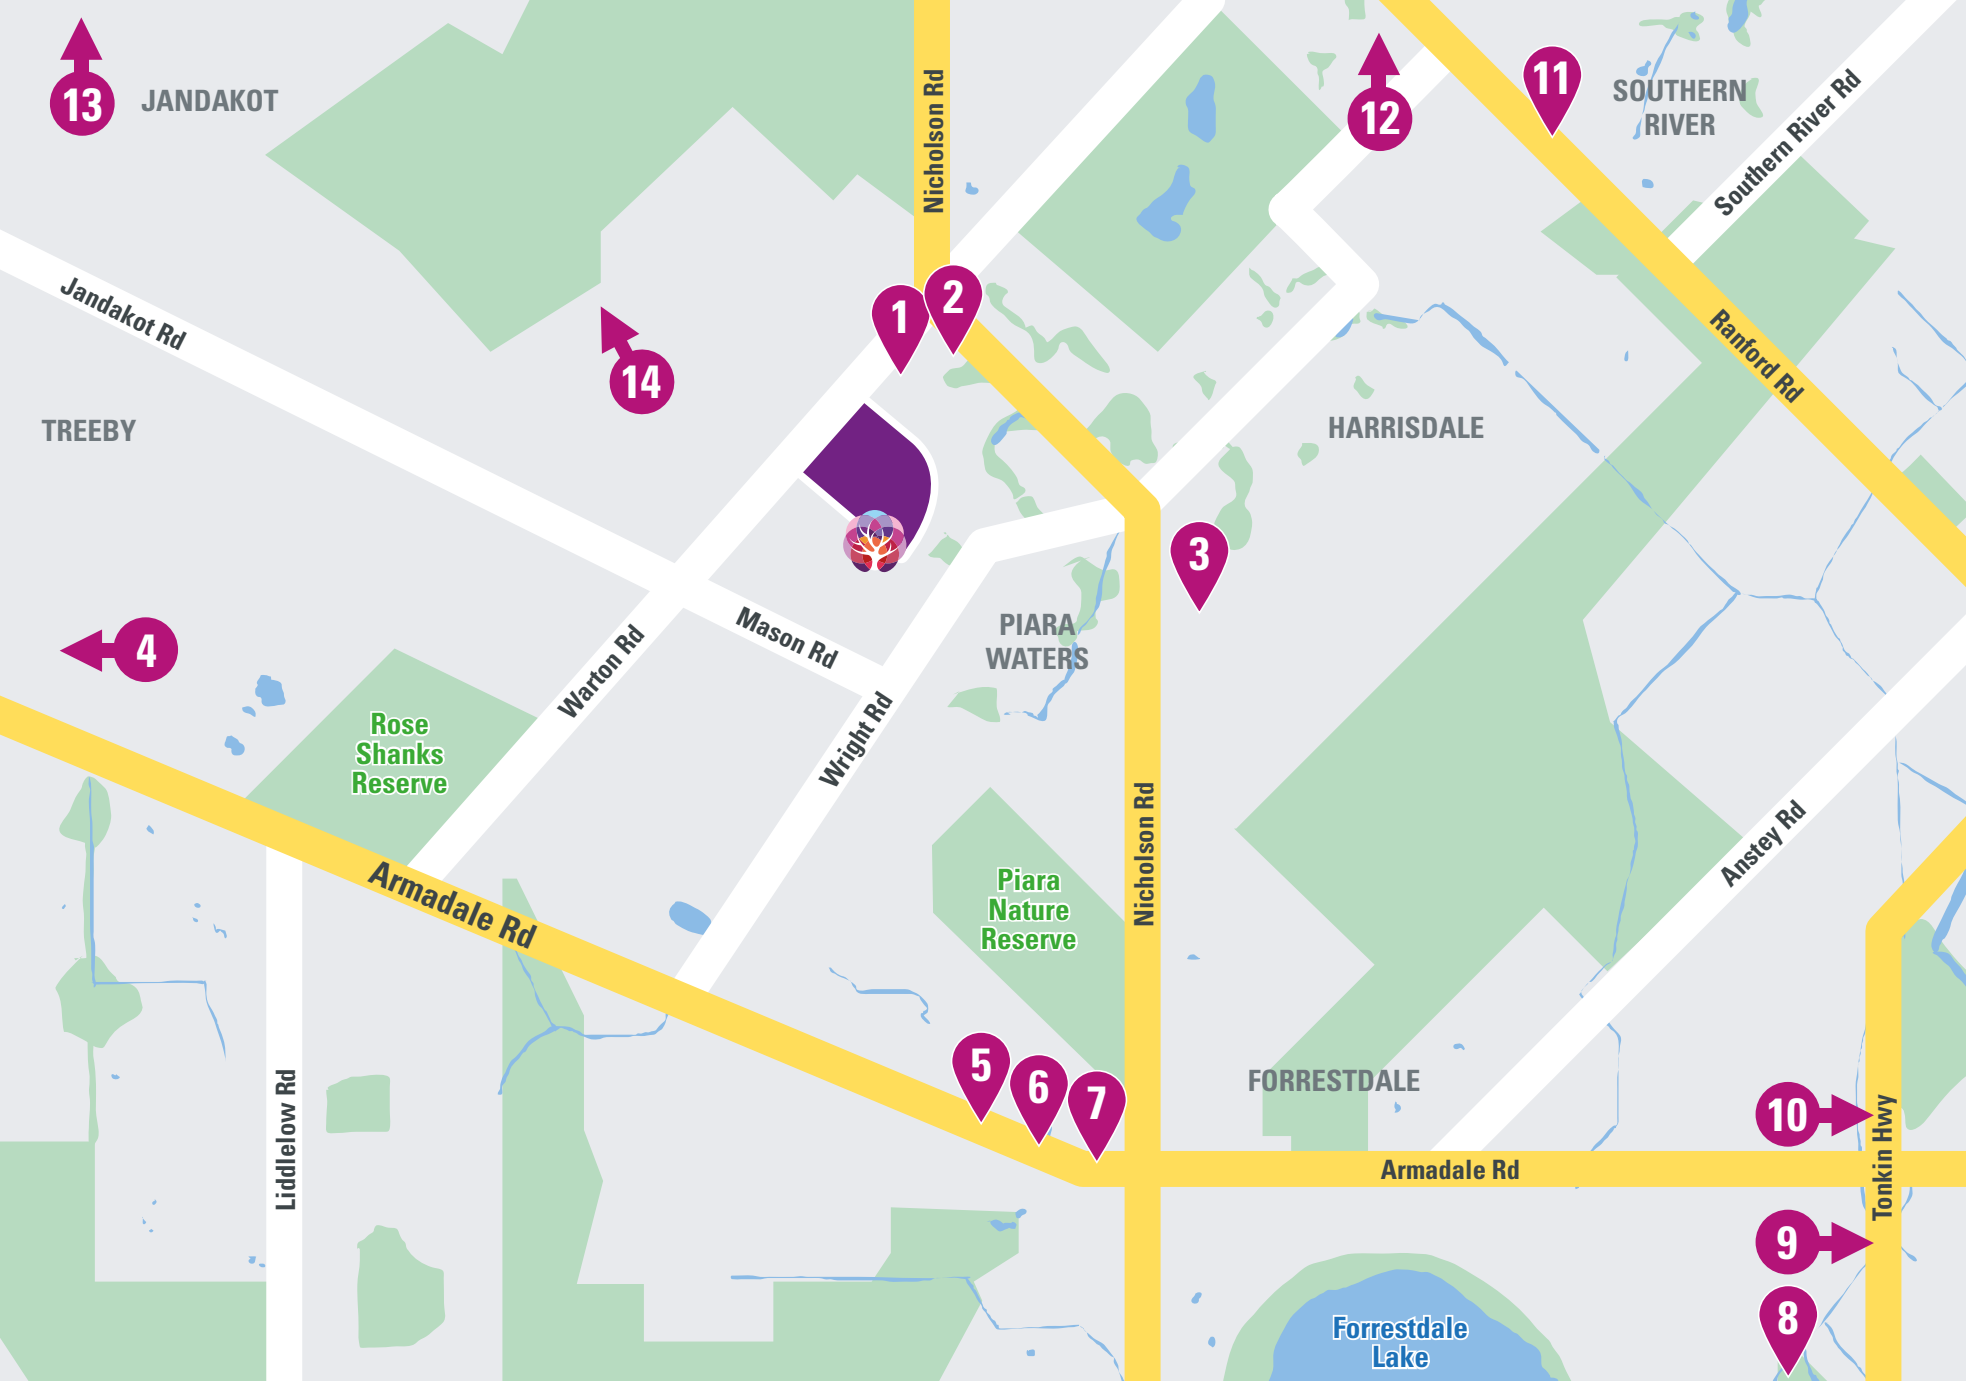 13
JANDAKOT
Nicholson Rd
12
11
SOUTHERN
RIVER
Southern River Rd
Jandakot Rd
1
2
14
Ranford Rd
TREEBY
HARRISDALE
3
4
Mason Rd
Warton Rd
PIARA
WATERS
Wright Rd
Rose
Shanks
Reserve
Armadale Rd
Piara
Nature
Reserve
Nicholson Rd
Anstey Rd
5
6
7
FORRESTDALE
Liddlelow Rd
Armadale Rd
10
Tonkin Hwy
9
8
Forrestdale
Lake